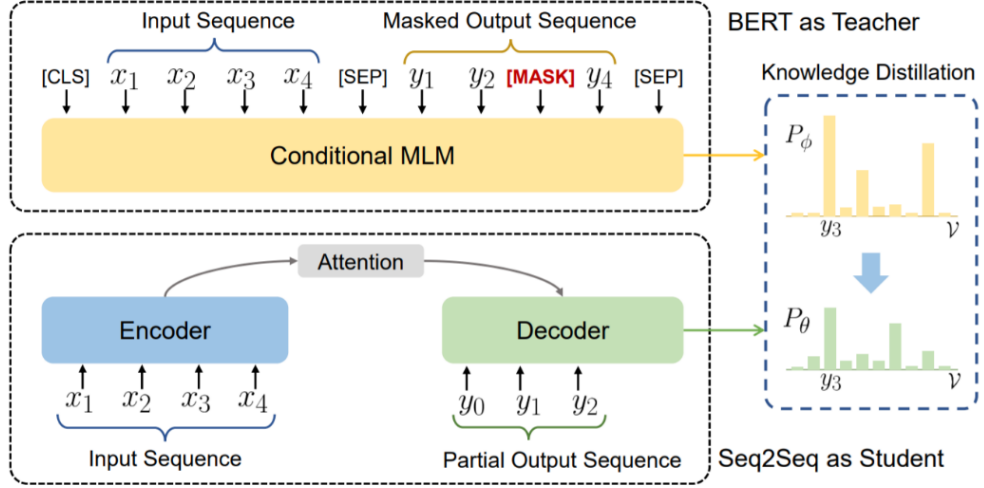 Input Sequence Masked Output Sequence BERT as Teacher
[CLS] x₁ x₂ x₃ x₄ [SEP] y₁ y₂ [MASK] y₄ [SEP]
Knowledge Distillation
Conditional MLM
P_ϕ
y₃ 𝒱
Attention
Encoder Decoder
P_θ
y₃ 𝒱
x₁ x₂ x₃ x₄ y₀ y₁ y₂
Input Sequence Partial Output Sequence Seq2Seq as Student